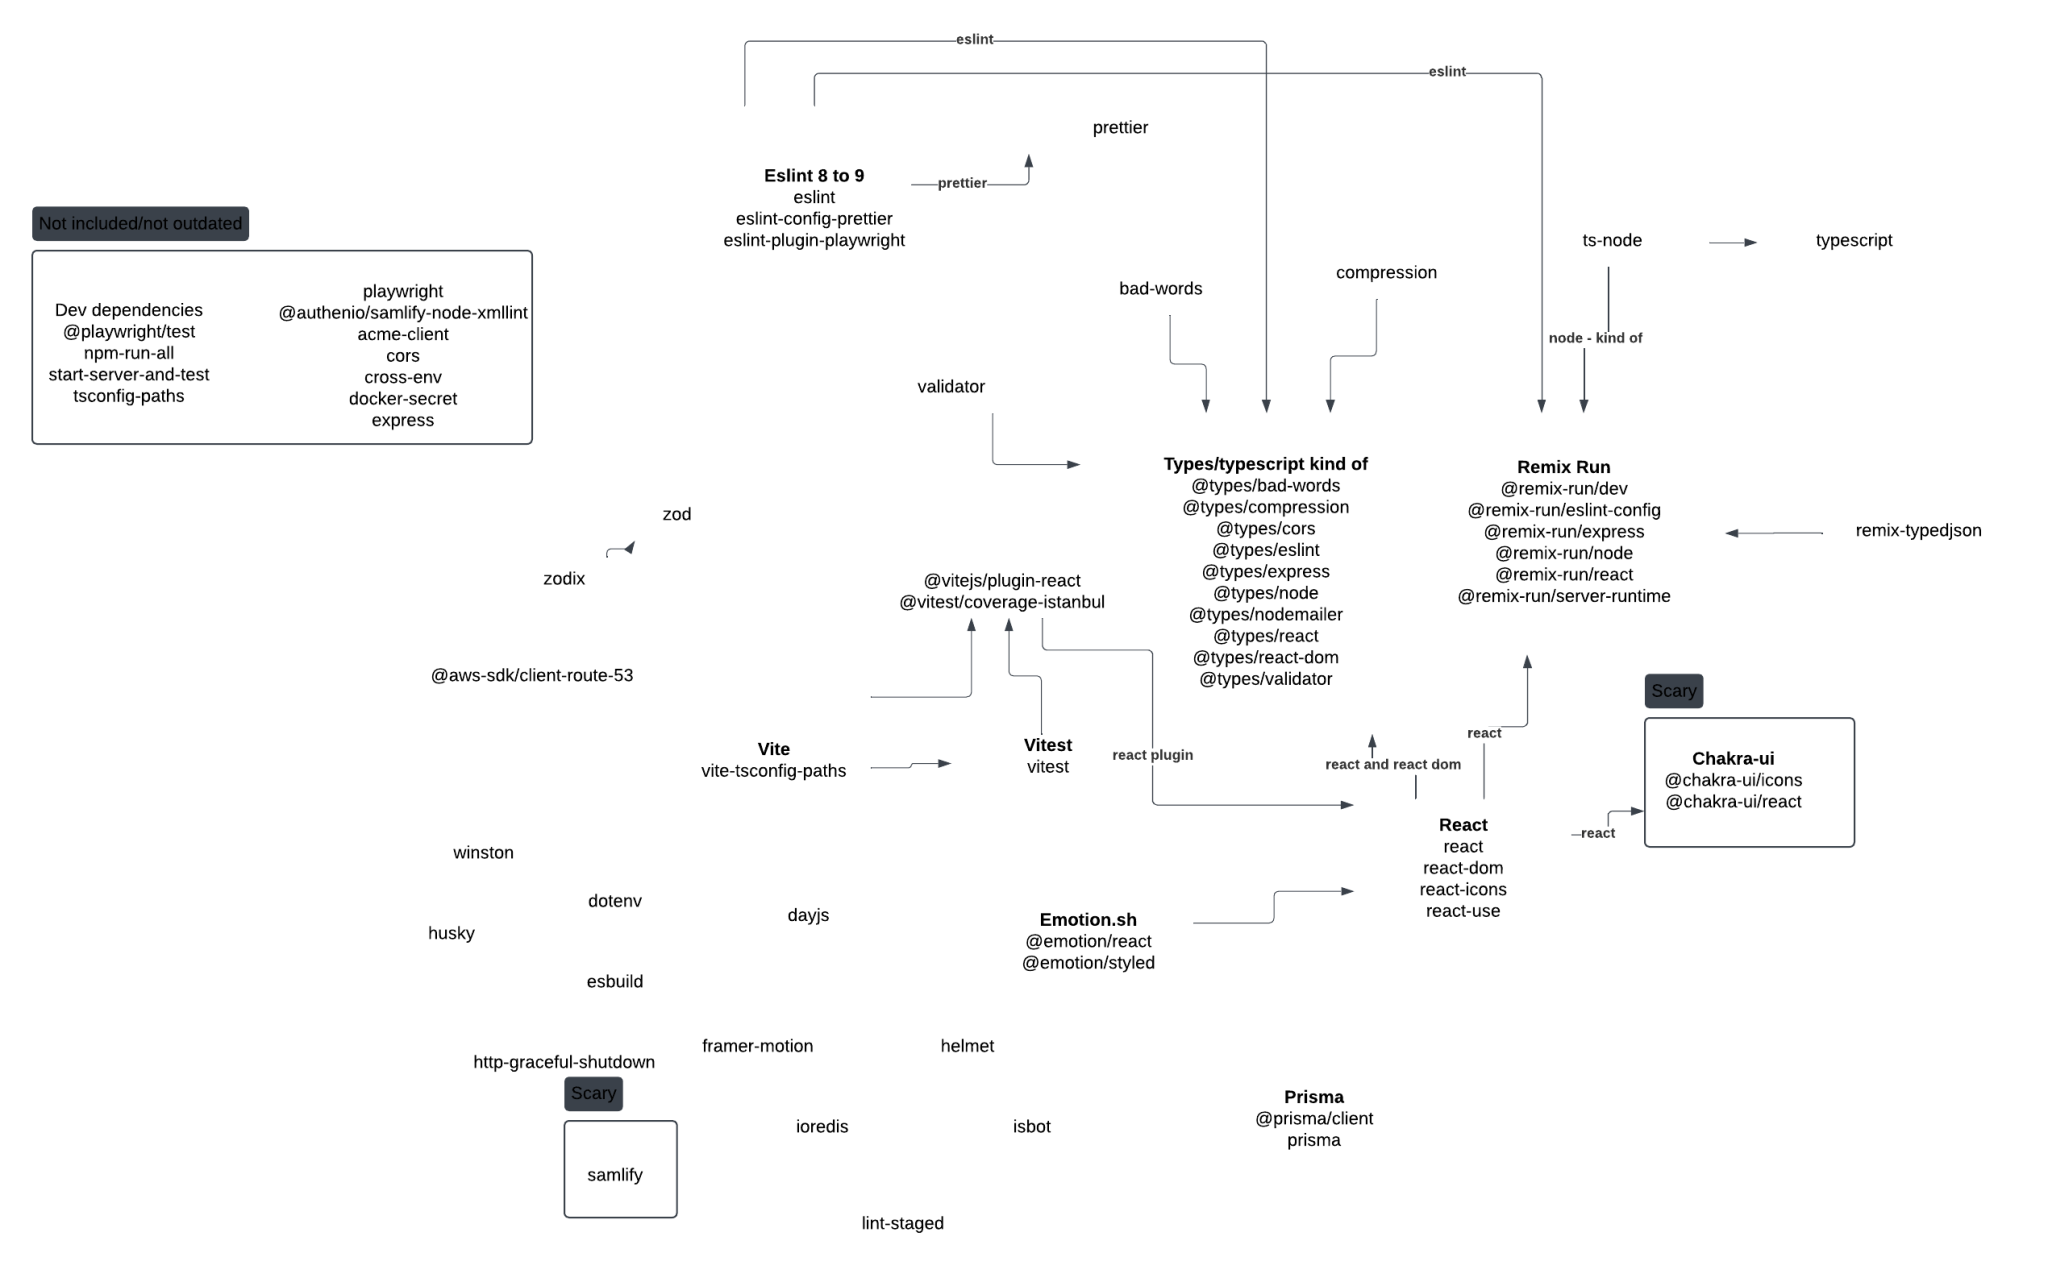 eslint
eslint
prettier
Eslint 8 to 9
eslint
eslint-config-prettier
eslint-plugin-playwright
prettier
Not included/not outdated
Dev dependencies
@playwright/test
npm-run-all
start-server-and-test
tsconfig-paths
playwright
@authenio/samlify-node-xmllint
acme-client
cors
cross-env
docker-secret
express
ts-node
typescript
bad-words
compression
node - kind of
validator
Types/typescript kind of
@types/bad-words
@types/compression
@types/cors
@types/eslint
@types/express
@types/node
@types/nodemailer
@types/react
@types/react-dom
@types/validator
Remix Run
@remix-run/dev
@remix-run/eslint-config
@remix-run/express
@remix-run/node
@remix-run/react
@remix-run/server-runtime
remix-typedjson
zod
zodix
@vitejs/plugin-react
@vitest/coverage-istanbul
@aws-sdk/client-route-53
Vite
vite-tsconfig-paths
Vitest
vitest
react plugin
react and react dom
react
Scary
Chakra-ui
@chakra-ui/icons
@chakra-ui/react
react
React
react
react-dom
react-icons
react-use
winston
dotenv
husky
dayjs
esbuild
Emotion.sh
@emotion/react
@emotion/styled
http-graceful-shutdown
framer-motion
helmet
Scary
samlify
ioredis
isbot
Prisma
@prisma/client
prisma
lint-staged